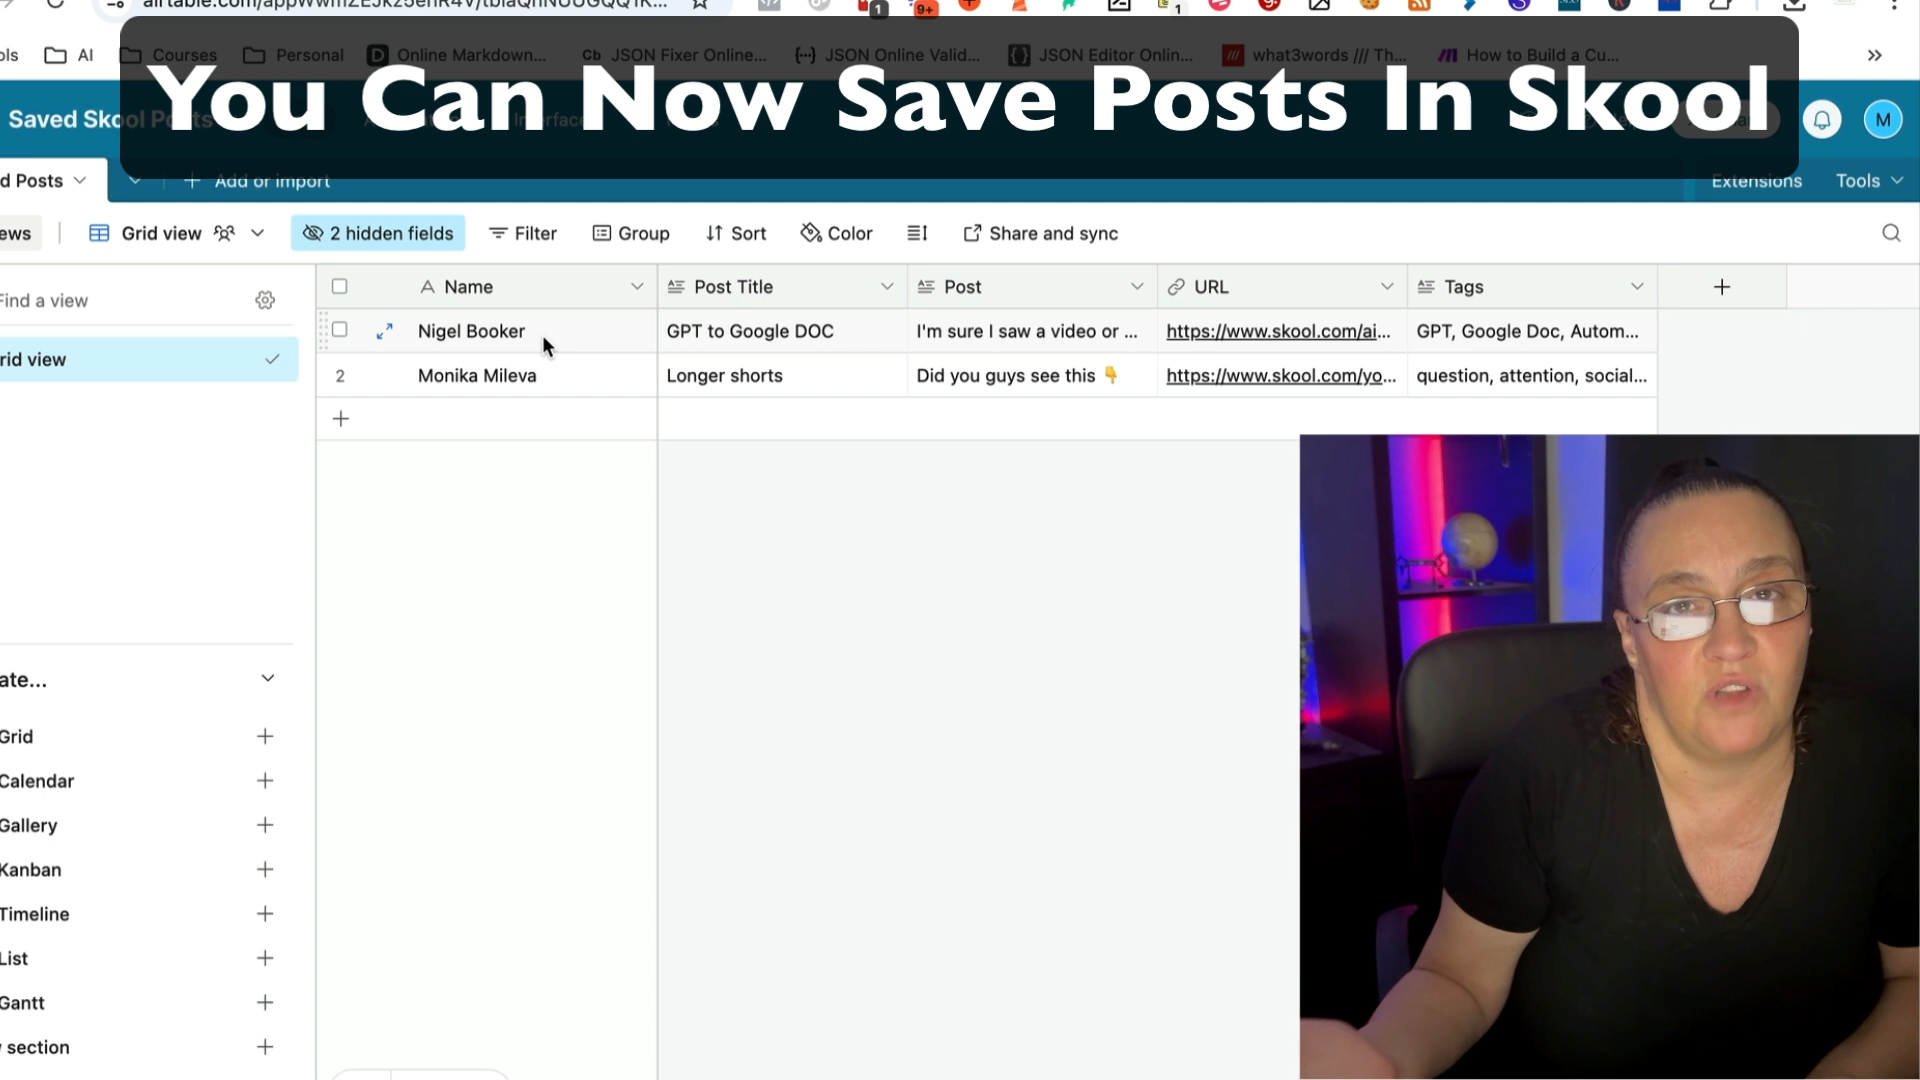 You Can Now Save Posts In Skool
AI
Courses
Personal
Online Markdown...
JSON Fixer Online...
JSON Online Valid...
JSON Editor Onlin...
what3words /// Th...
How to Build a Cu...
Saved Skool Posts
M
d Posts
Add or import
Extensions
Tools
ews
Grid view
2 hidden fields
Filter
Group
Sort
Color
Share and sync
Find a view
rid view
Name
Post Title
Post
URL
Tags
Nigel Booker
GPT to Google DOC
I'm sure I saw a video or ...
https://www.skool.com/ai...
GPT, Google Doc, Autom...
2
Monika Mileva
Longer shorts
Did you guys see this 👇
https://www.skool.com/yo...
question, attention, social...
ate...
Grid
Calendar
Gallery
Kanban
Timeline
List
Gantt
section